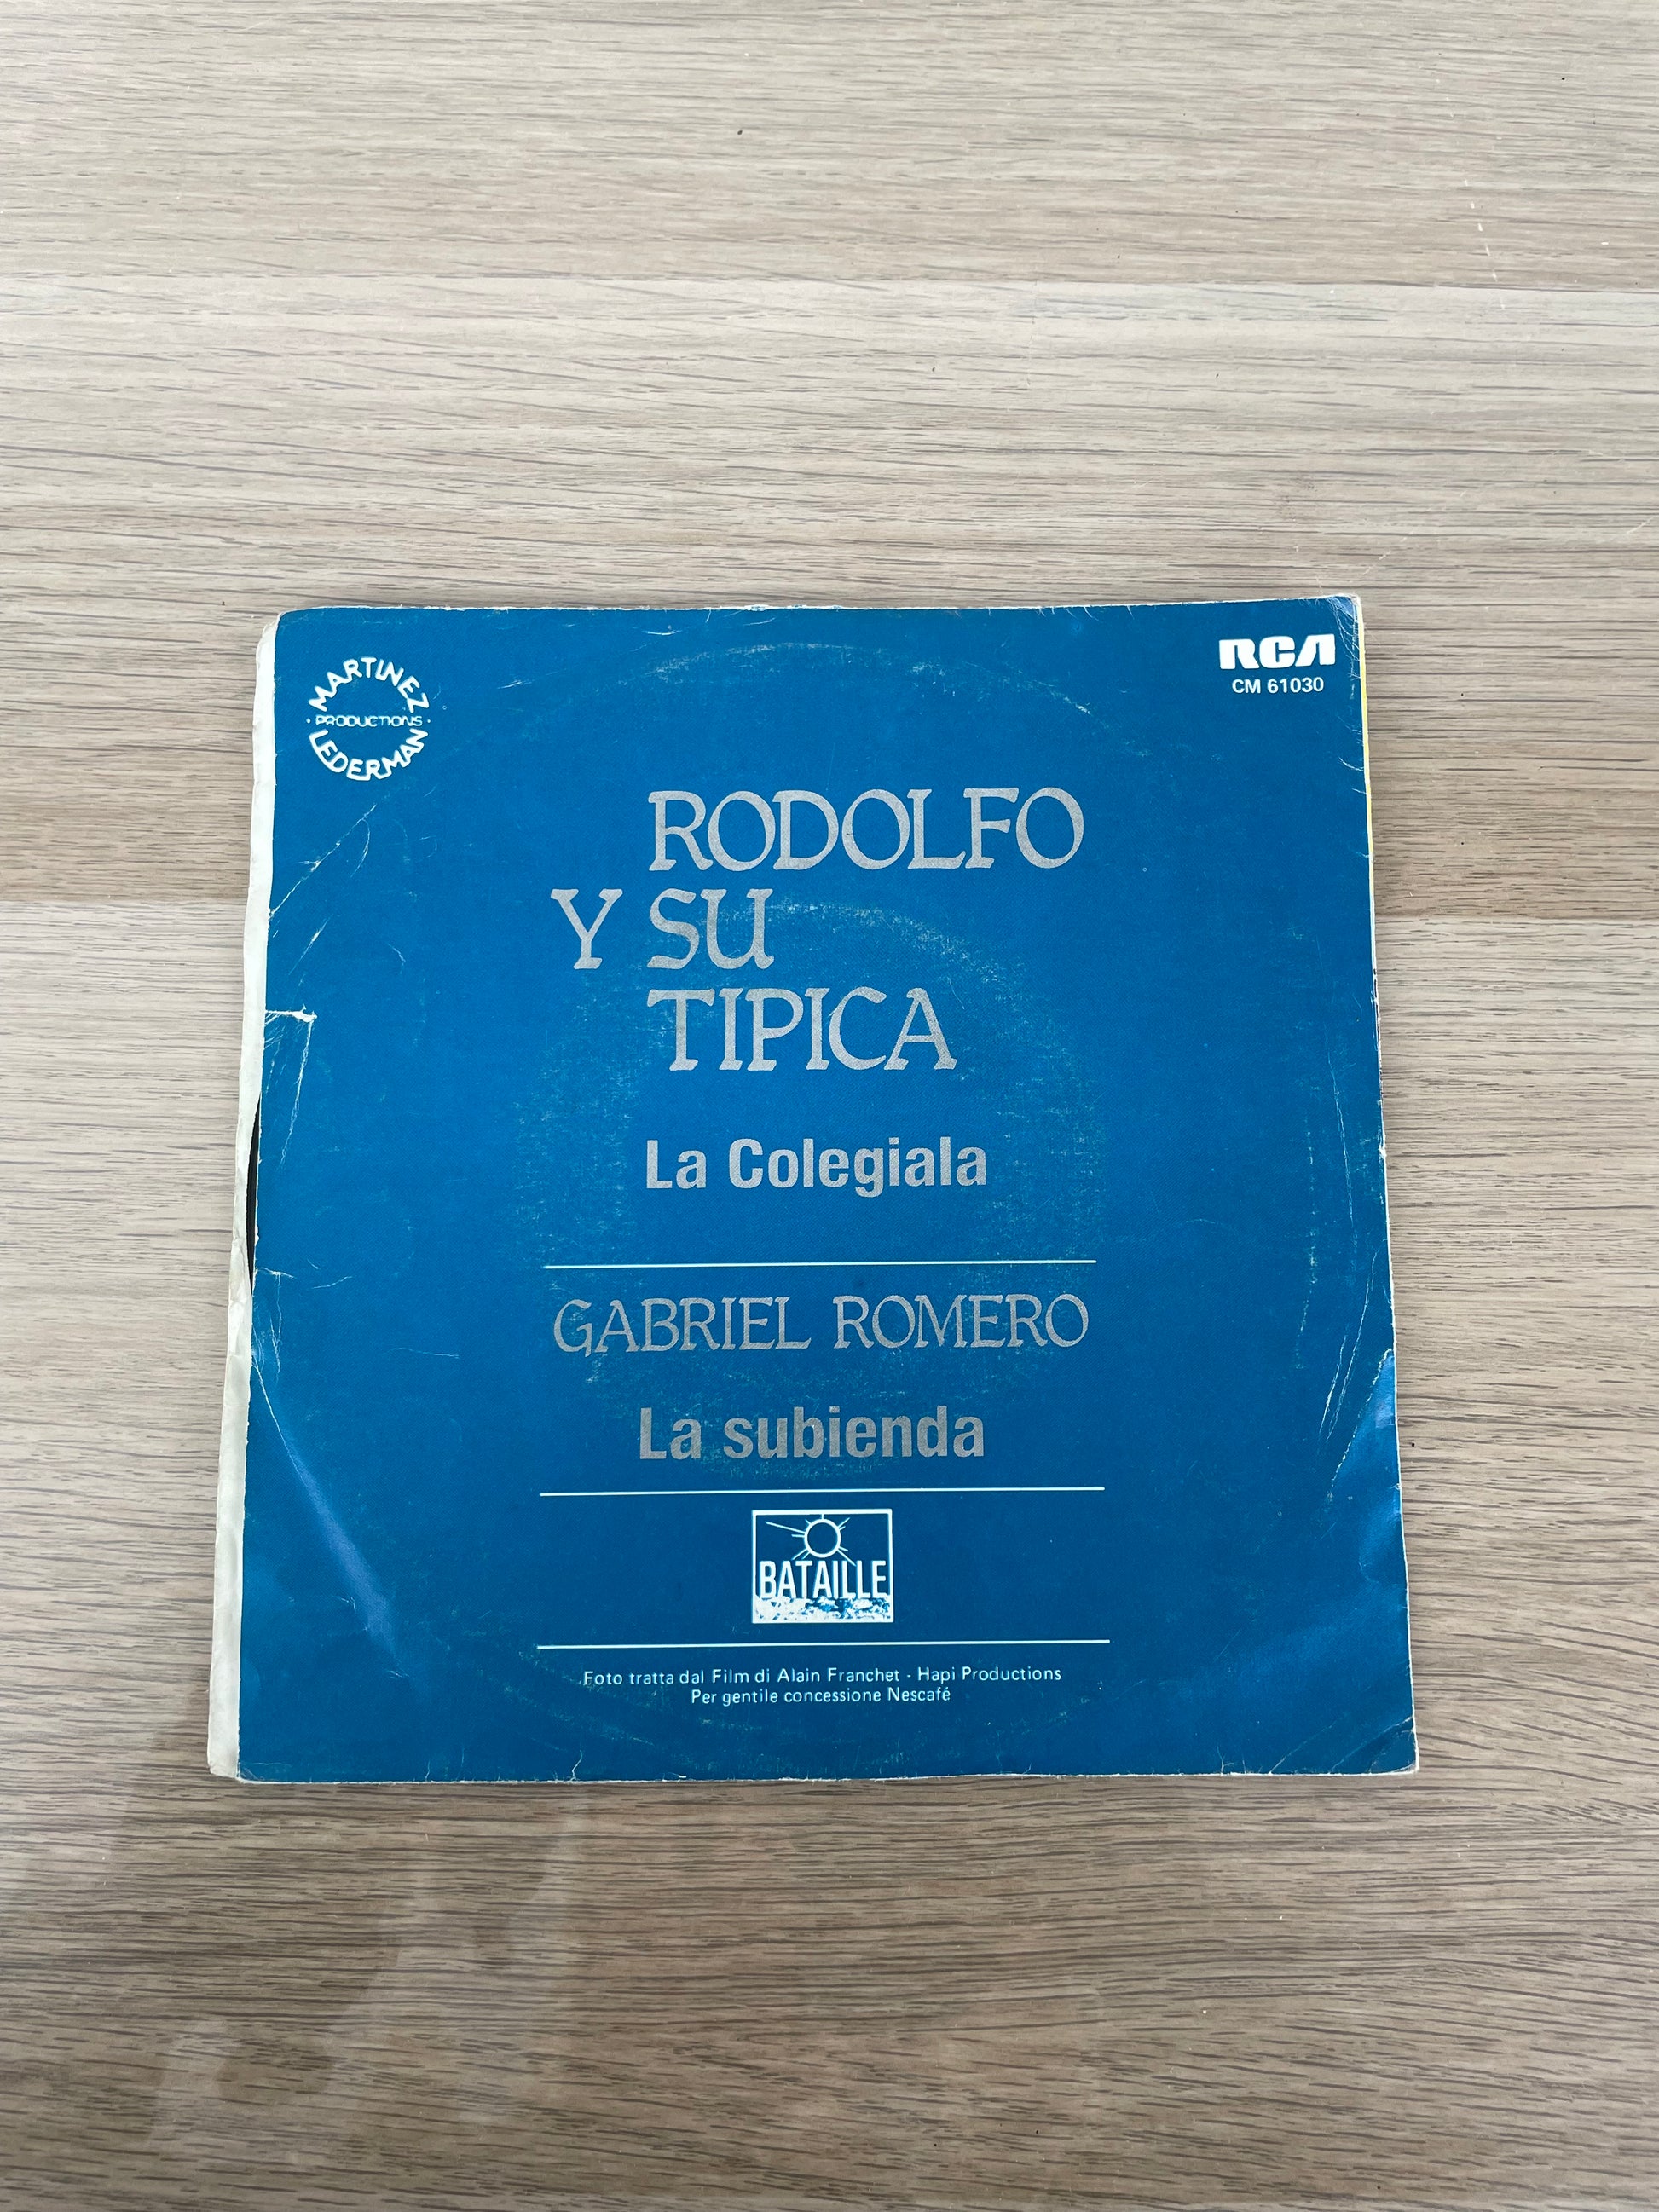 MARTINEZ
· PRODUCTIONS ·
LEDERMAN
RCA
CM 61030
RODOLFO
Y SU
TIPICA
La Colegiala
GABRIEL ROMERO
La subienda
BATAILLE
Foto tratta dal Film di Alain Franchet - Hapi Productions
Per gentile concessione Nescafé